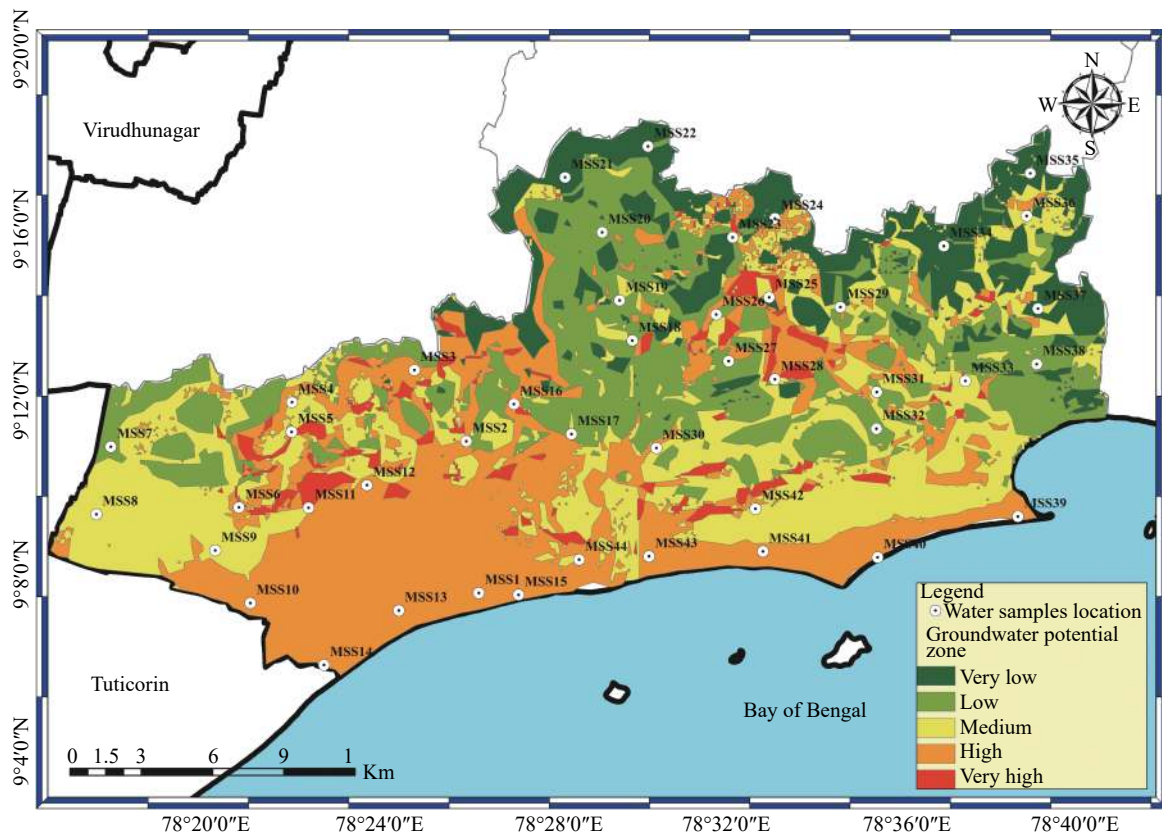 9°20′0″N
9°16′0″N
9°12′0″N
9°8′0″N
9°4′0″N
N
W E
S
Virudhunagar
MSS22
MSS21
MSS35
MSS36
MSS24
MSS20
MSS23
MSS34
MSS19
MSS25
MSS26
MSS29
MSS37
MSS18
MSS27
MSS38
MSS3
MSS28
MSS33
MSS31
MSS4
MSS16
MSS5
MSS2
MSS17
MSS32
MSS7
MSS30
MSS12
MSS6
MSS11
MSS8
MSS42
ISS39
MSS9
MSS44
MSS43
MSS41
MSS40
MSS10
MSS13
MSS1
MSS15
MSS14
Tuticorin
Bay of Bengal
0 1.5 3 6 9 1
Km
Legend
Water samples location
Groundwater potential
zone
Very low
Low
Medium
High
Very high
78°20′0″E 78°24′0″E 78°28′0″E 78°32′0″E 78°36′0″E 78°40′0″E